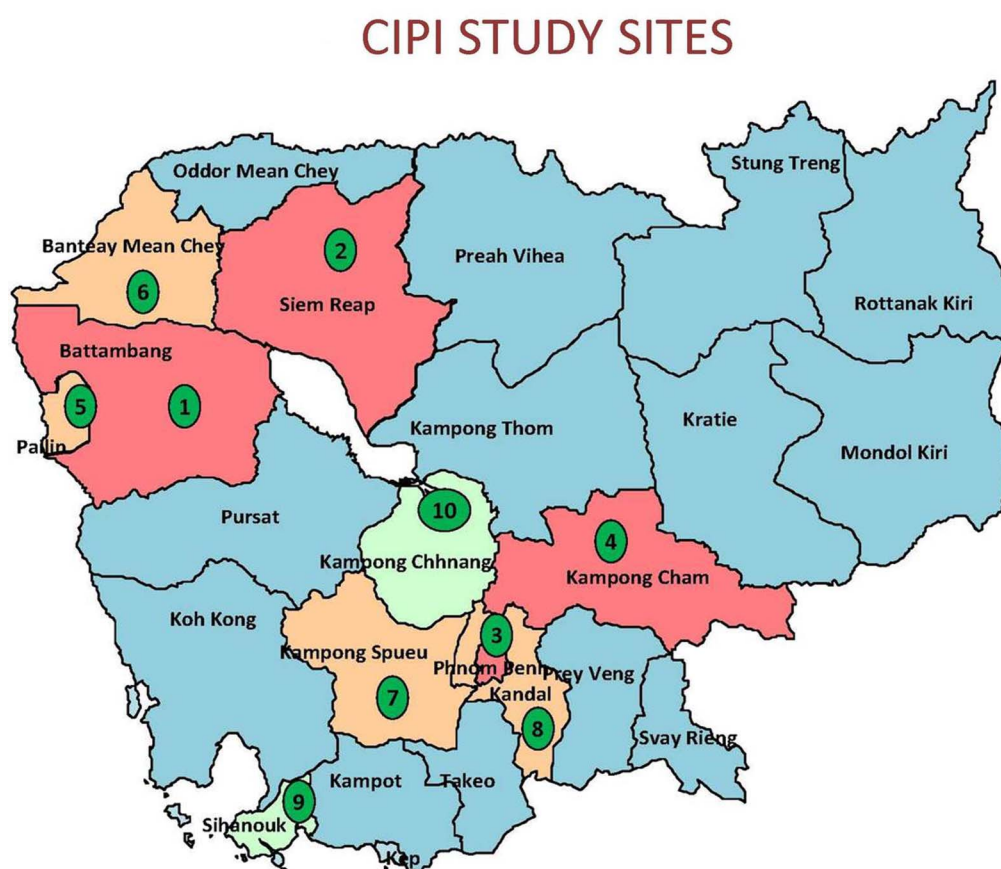 CIPI STUDY SITES
Oddor Mean Chey
Stung Treng
Banteay Mean Chey
2
Preah Vihea
6
Siem Reap
Rottanak Kiri
Battambang
5
1
Kratie
Kampong Thom
Pailin
Mondol Kiri
10
Pursat
4
Kampong Chhnang
Kampong Cham
Koh Kong
3
Kampong Spueu
Phnom Penh
Prey Veng
7
Kandal
8
Svay Rieng
Kampot
Takeo
9
Sihanouk
Kep